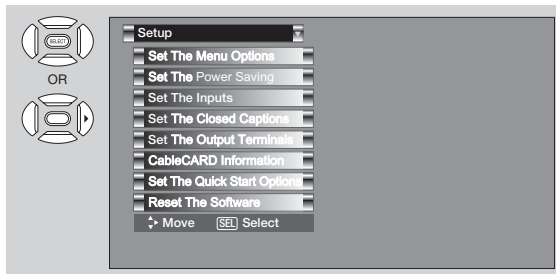 SELECT
OR
Setup
Set The Menu Options
Set The Power Saving
Set The Inputs
Set The Closed Captions
Set The Output Terminals
CableCARD Information
Set The Quick Start Options
Reset The Software
Move SEL Select